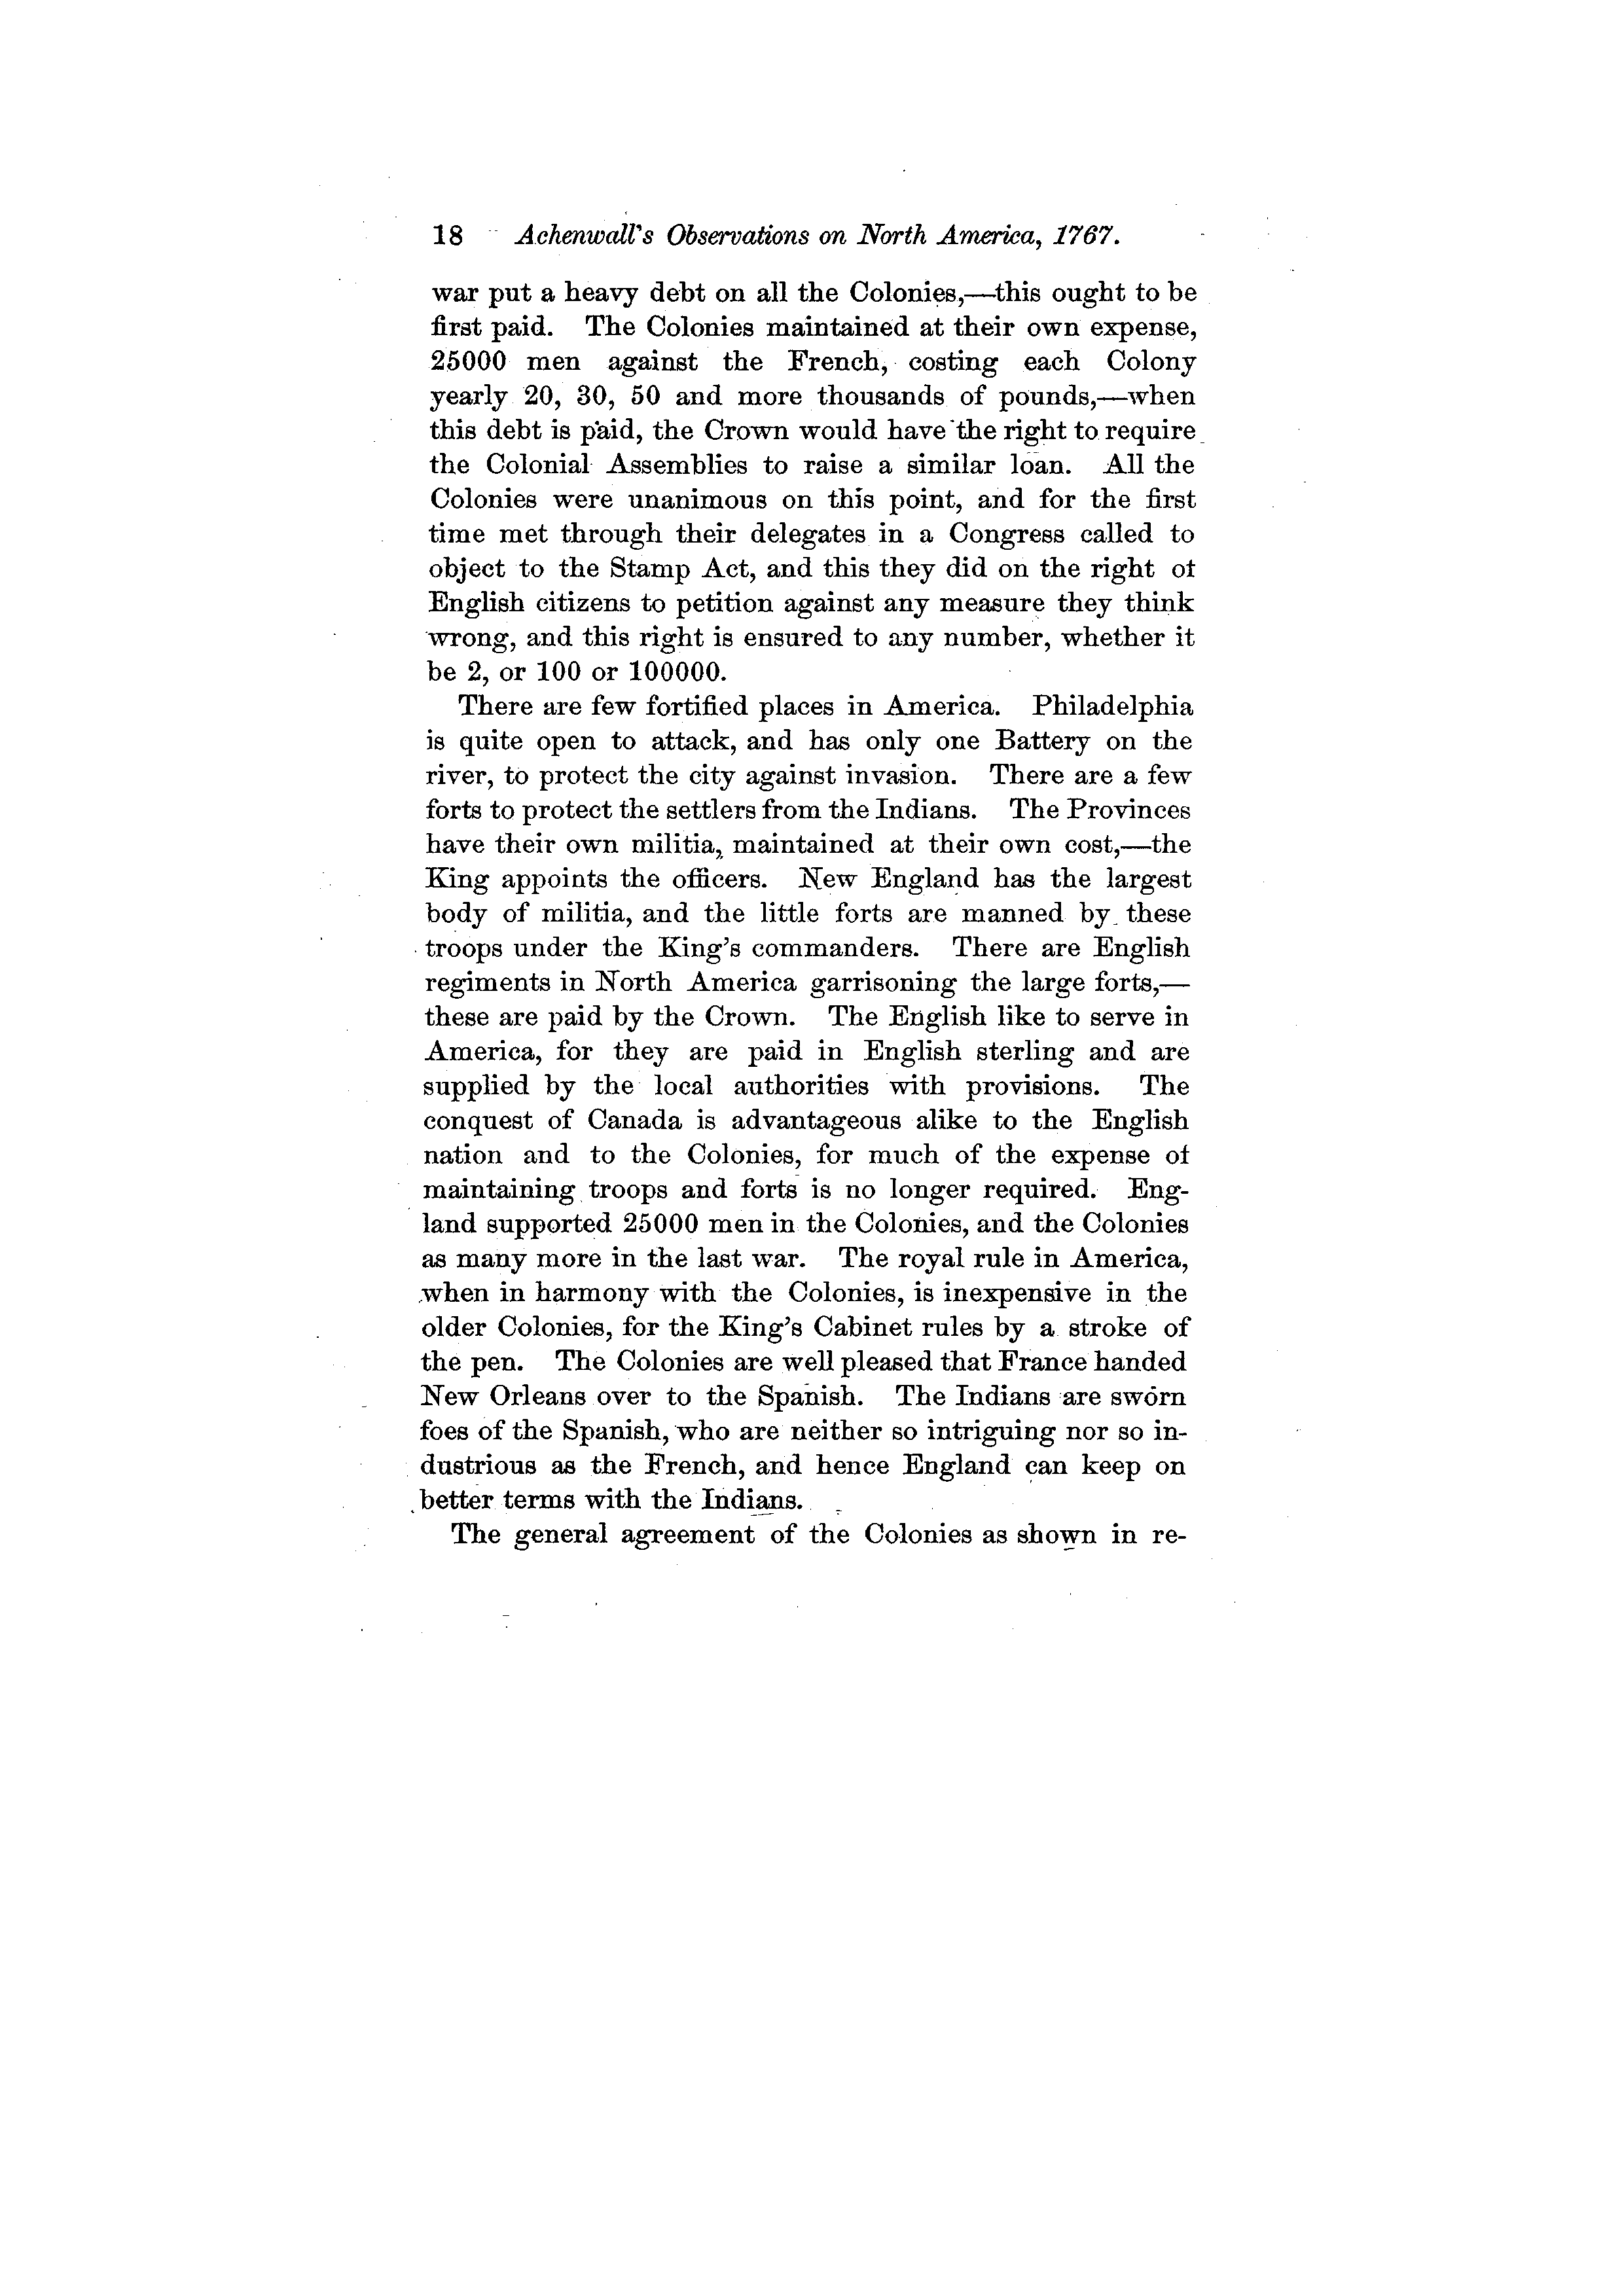 18 Achenwall's Observations on North America, 1767.
war put a heavy debt on all the Colonies,—this ought to be
first paid. The Colonies maintained at their own expense,
25000 men against the French, costing each Colony
yearly 20, 30, 50 and more thousands of pounds,—when
this debt is paid, the Crown would have the right to require
the Colonial Assemblies to raise a similar loan. All the
Colonies were unanimous on this point, and for the first
time met through their delegates in a Congress called to
object to the Stamp Act, and this they did on the right of
English citizens to petition against any measure they think
wrong, and this right is ensured to any number, whether it
be 2, or 100 or 100000.
There are few fortified places in America. Philadelphia
is quite open to attack, and has only one Battery on the
river, to protect the city against invasion. There are a few
forts to protect the settlers from the Indians. The Provinces
have their own militia, maintained at their own cost,—the
King appoints the officers. New England has the largest
body of militia, and the little forts are manned by these
troops under the King's commanders. There are English
regiments in North America garrisoning the large forts,—
these are paid by the Crown. The English like to serve in
America, for they are paid in English sterling and are
supplied by the local authorities with provisions. The
conquest of Canada is advantageous alike to the English
nation and to the Colonies, for much of the expense of
maintaining troops and forts is no longer required. Eng-
land supported 25000 men in the Colonies, and the Colonies
as many more in the last war. The royal rule in America,
when in harmony with the Colonies, is inexpensive in the
older Colonies, for the King's Cabinet rules by a stroke of
the pen. The Colonies are well pleased that France handed
New Orleans over to the Spanish. The Indians are sworn
foes of the Spanish, who are neither so intriguing nor so in-
dustrious as the French, and hence England can keep on
better terms with the Indians.
The general agreement of the Colonies as shown in re-